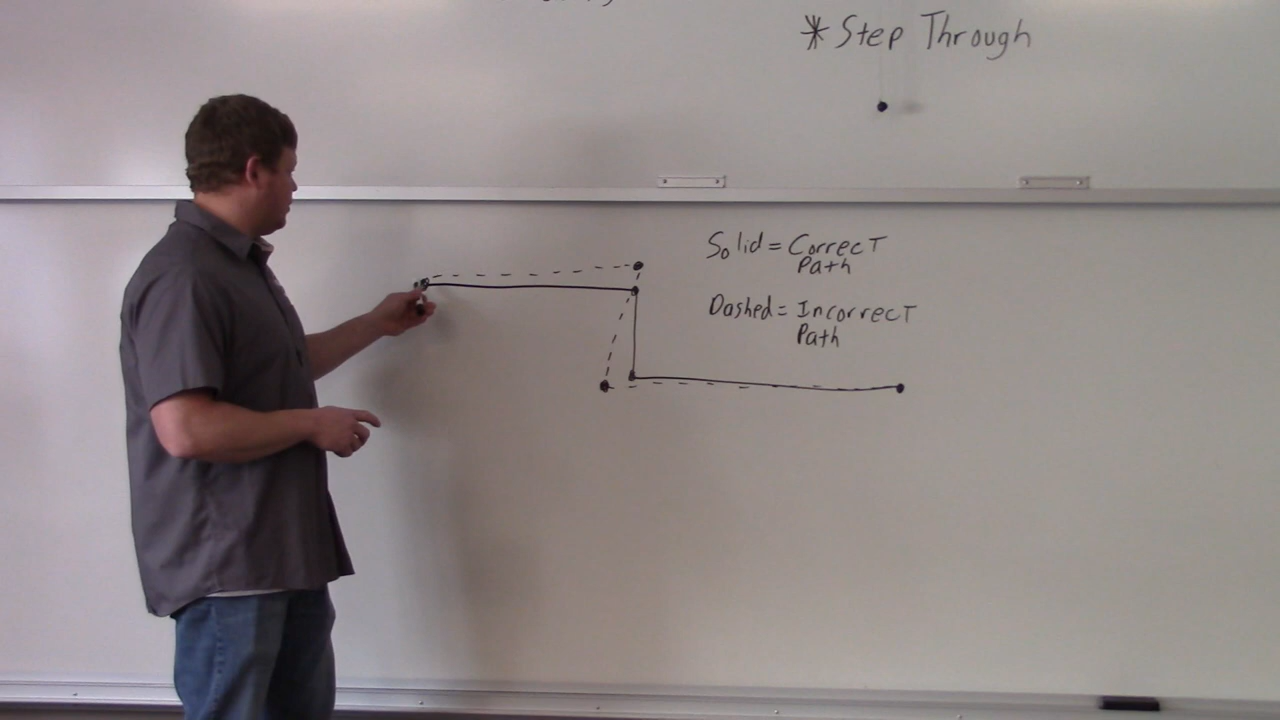 * Step Through
Solid = Correct
Path
Dashed = Incorrect
Path